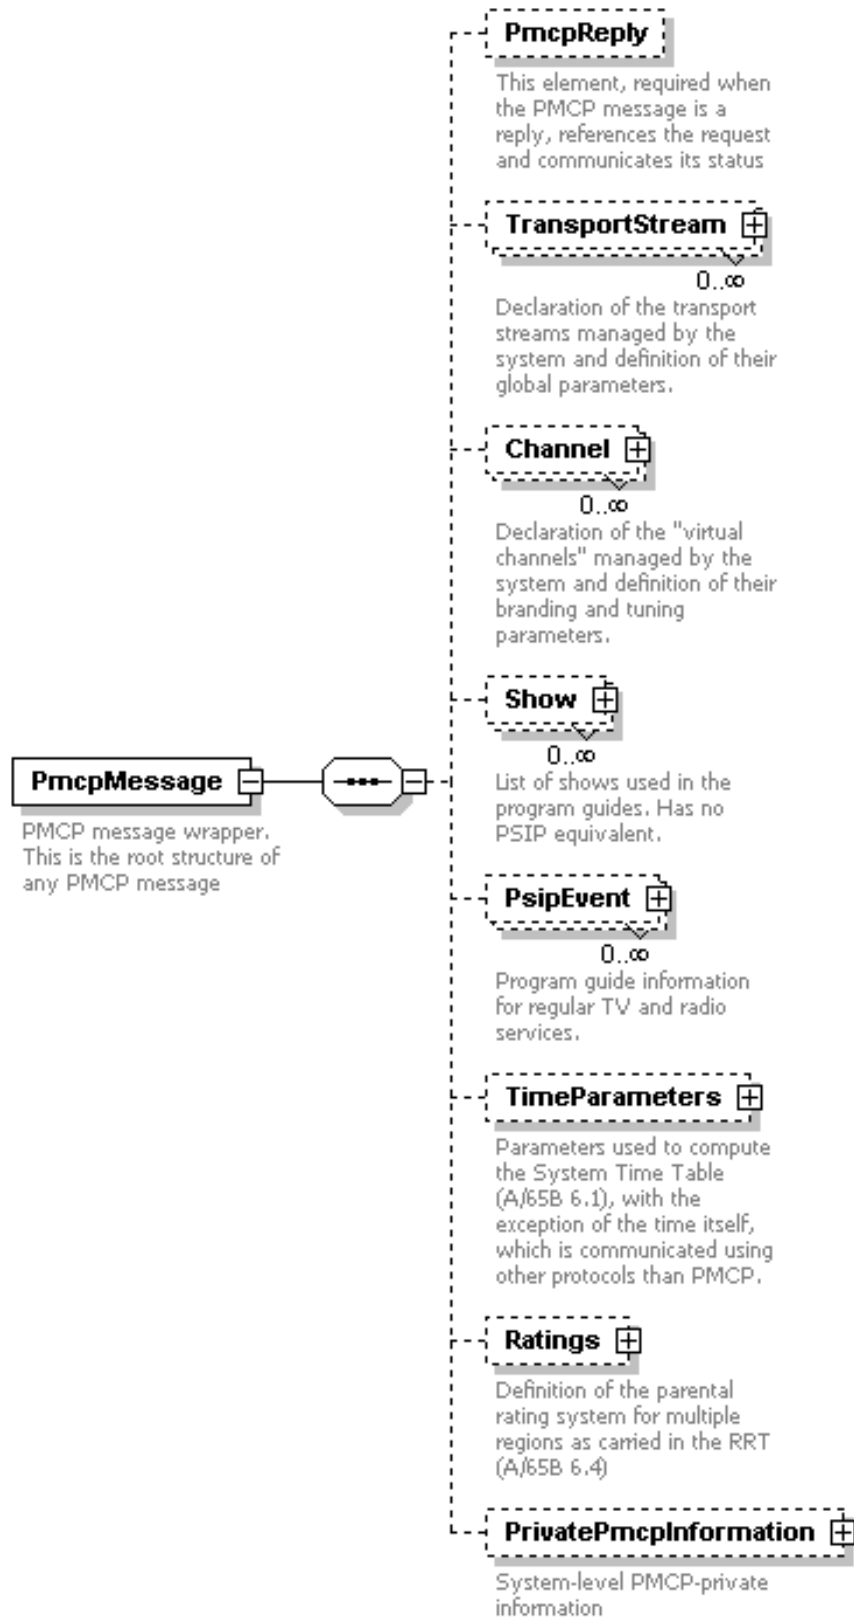 PmcpReply
This element, required when
the PMCP message is a
reply, references the request
and communicates its status
TransportStream
0..∞
Declaration of the transport
streams managed by the
system and definition of their
global parameters.
Channel
0..∞
Declaration of the "virtual
channels" managed by the
system and definition of their
branding and tuning
parameters.
Show
0..∞
List of shows used in the
program guides. Has no
PSIP equivalent.
PmcpMessage
PMCP message wrapper.
This is the root structure of
any PMCP message
PsipEvent
0..∞
Program guide information
for regular TV and radio
services.
TimeParameters
Parameters used to compute
the System Time Table
(A/65B 6.1), with the
exception of the time itself,
which is communicated using
other protocols than PMCP.
Ratings
Definition of the parental
rating system for multiple
regions as carried in the RRT
(A/65B 6.4)
PrivatePmcpInformation
System-level PMCP-private
information